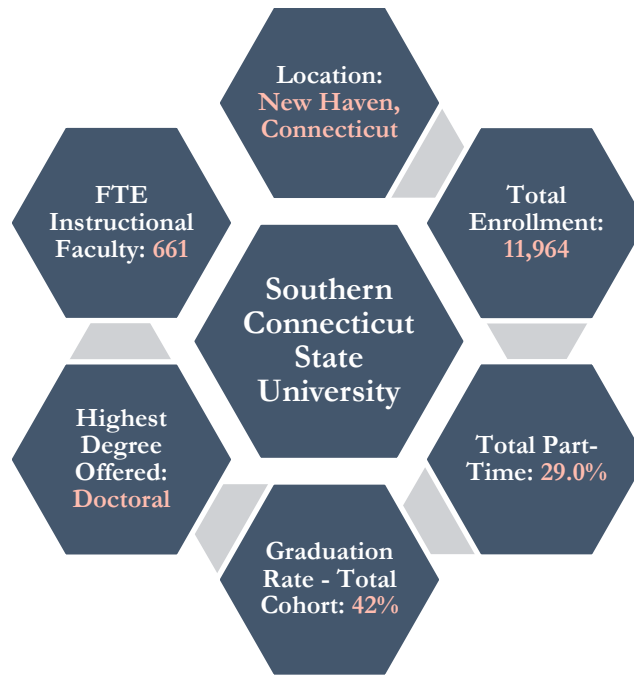 Location:
New Haven,
Connecticut
Total
Enrollment:
11,964
Total Part-
Time: 29.0%
Graduation
Rate - Total
Cohort: 42%
Highest
Degree
Offered:
Doctoral
FTE
Instructional
Faculty: 661
Southern
Connecticut
State
University